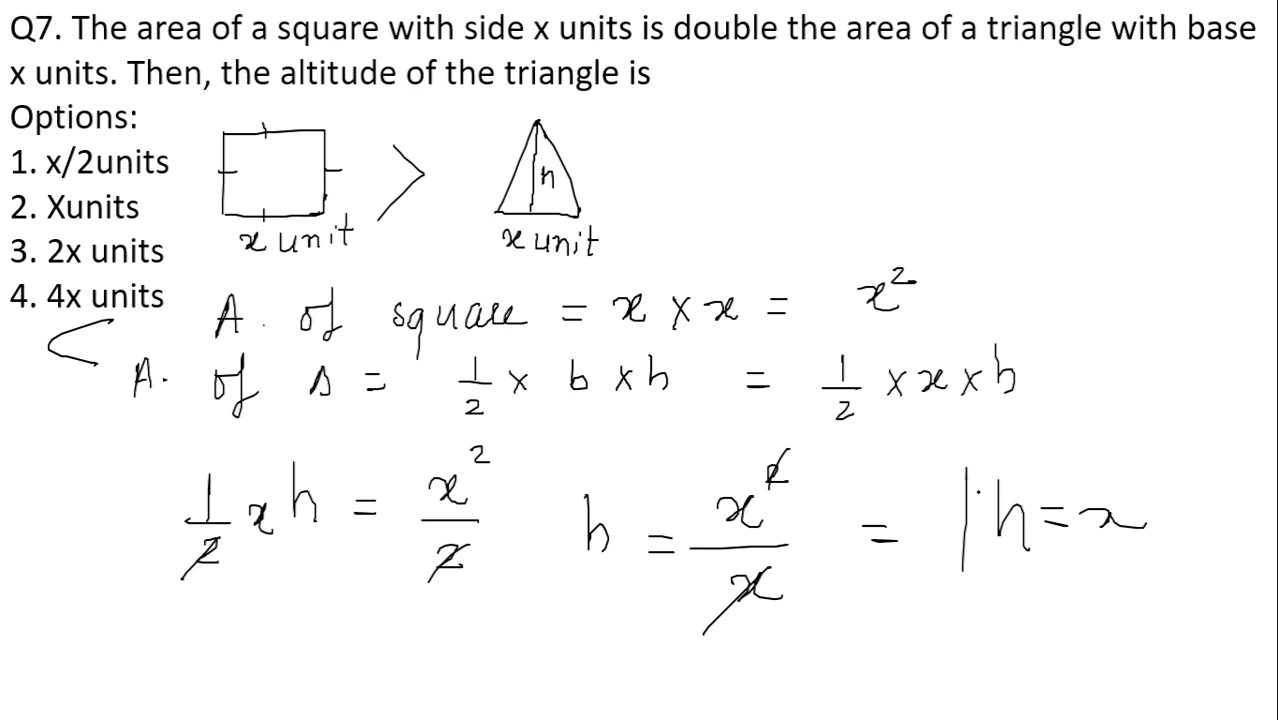 Q7. The area of a square with side x units is double the area of a triangle with base
x units. Then, the altitude of the triangle is
Options:
1. x/2units
2. Xunits
3. 2x units
4. 4x units
h
x unit
x unit
A. of square = x × x = x²
A. of Δ = 1/2 × b × h = 1/2 × x × h
1/2 x h = x²/2 h = x²/x = h = x